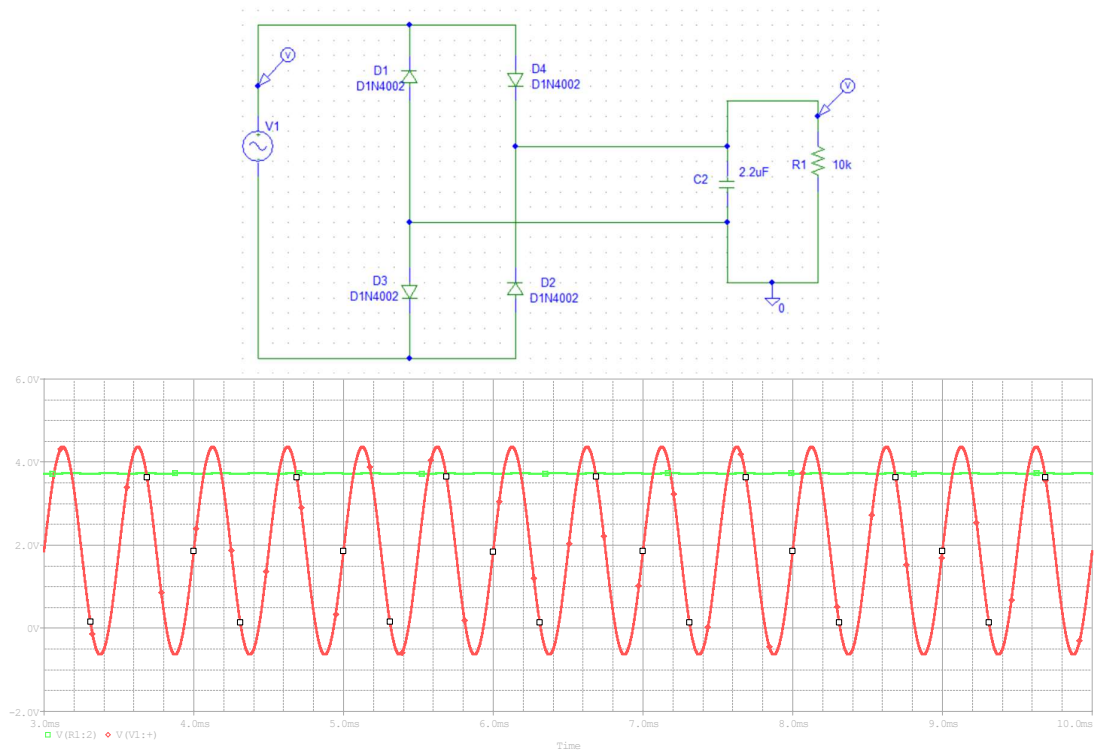 V
V
D1
D1N4002
D4
D1N4002
V1
C2
2.2uF
R1
10k
D3
D1N4002
D2
D1N4002
0
6.0V
4.0V
2.0V
0V
-2.0V
3.0ms
4.0ms
5.0ms
6.0ms
7.0ms
8.0ms
9.0ms
10.0ms
V(R1:2)
V(V1:+)
Time